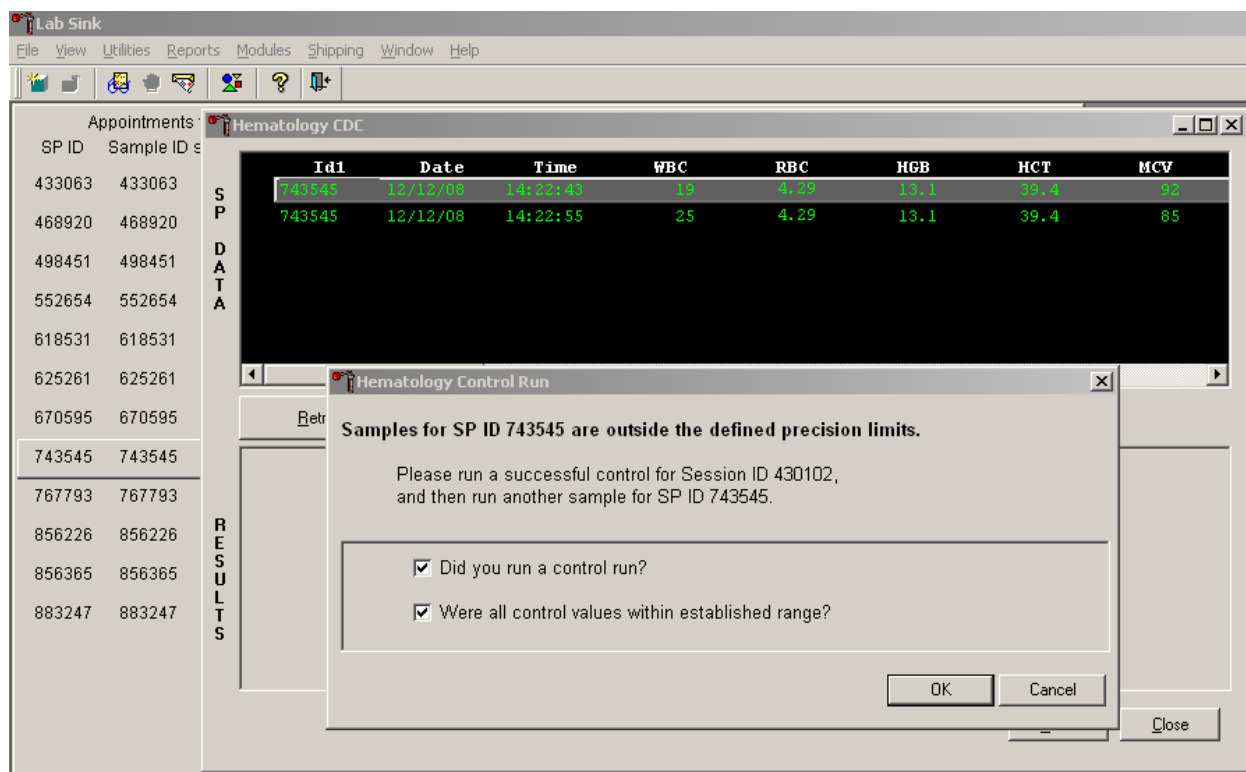 Lab Sink
File View Utilities Reports Modules Shipping Window Help
Appointments
SP ID Sample ID s
433063 433063
468920 468920
498451 498451
552654 552654
618531 618531
625261 625261
670595 670595
743545 743545
767793 767793
856226 856226
856365 856365
883247 883247
Hematology CDC
SP DATA
Id1 Date Time WBC RBC HGB HCT MCV
743545 12/12/08 14:22:43 19 4.29 13.1 39.4 92
743545 12/12/08 14:22:55 25 4.29 13.1 39.4 85
Retr
RESULTS
Hematology Control Run
Samples for SP ID 743545 are outside the defined precision limits.
Please run a successful control for Session ID 430102,
and then run another sample for SP ID 743545.
Did you run a control run?
Were all control values within established range?
OK Cancel
Close